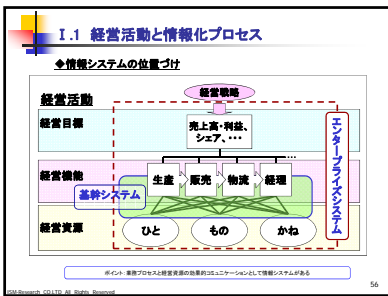 Ⅰ.1 経営活動と情報化プロセス
◆情報システムの位置づけ
経営活動
経営戦略
経営目標
売上高・利益、
シェア、・・・
エンタープライズシステム
経営機能
生産
販売
物流
経理
…
基幹システム
経営資源
ひと
もの
かね
ポイント：業務プロセスと経営資源の効果的コミュニケーションとして情報システムがある
ISM-Research CO.LTD All Rights Reserved
56